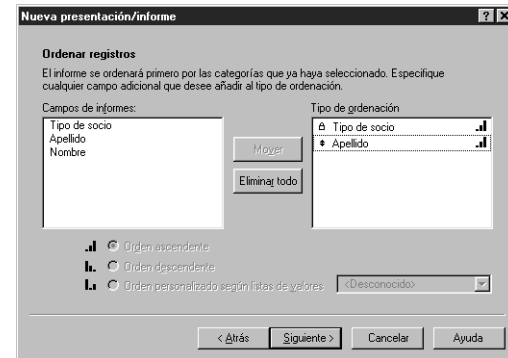 Nueva presentación/informe
Ordenar registros
El informe se ordenará primero por las categorías que ya haya seleccionado. Especifique
cualquier campo adicional que desee añadir al tipo de ordenación.
Campos de informes:
Tipo de socio
Apellido
Nombre
Mover
Eliminar todo
Tipo de ordenación
Tipo de socio
Apellido
Orden ascendente
Orden descendente
Orden personalizado según listas de valores
<Desconocido>
< Atrás
Siguiente >
Cancelar
Ayuda